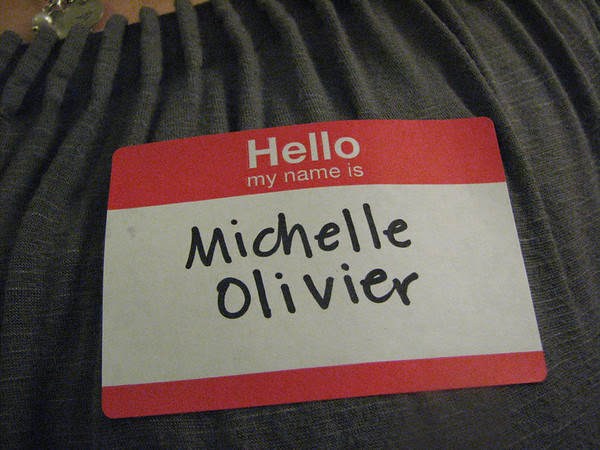 Hello
my name is
Michelle
Olivier